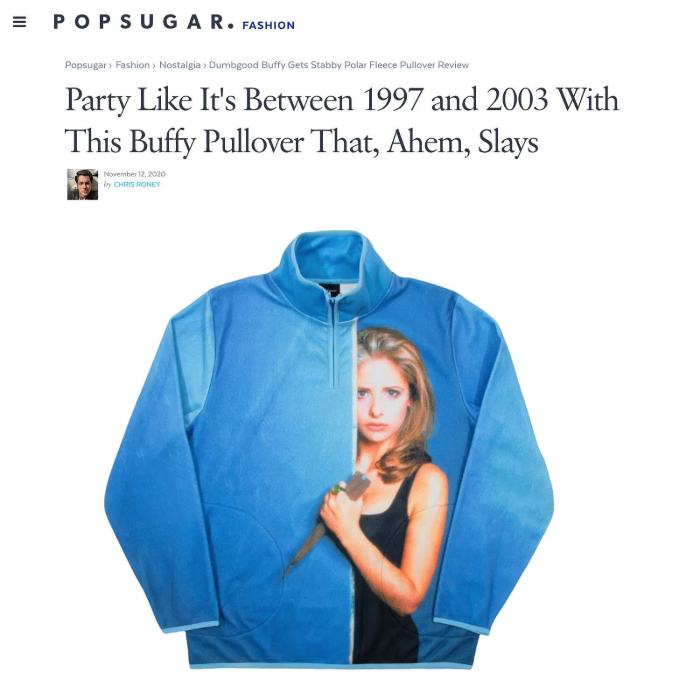 POPSUGAR. FASHION
Popsugar › Fashion › Nostalgia › Dumbgood Buffy Gets Stabby Polar Fleece Pullover Review
Party Like It's Between 1997 and 2003 With
This Buffy Pullover That, Ahem, Slays
November 12, 2020
by CHRIS RONEY